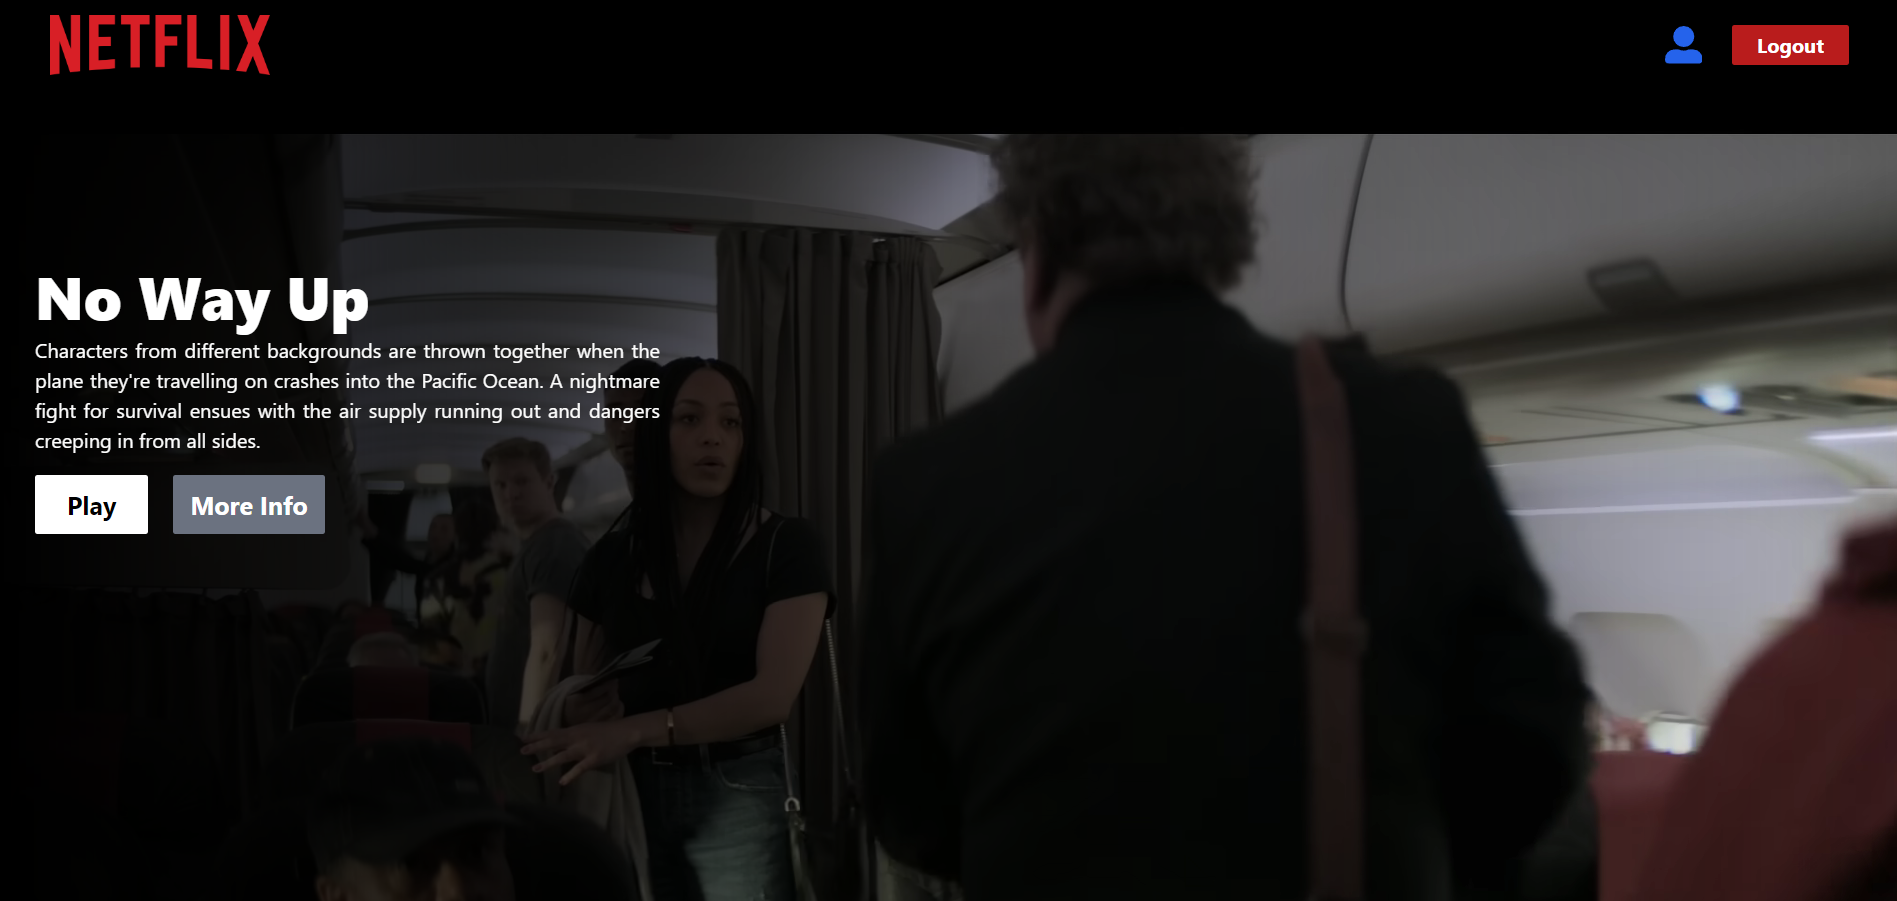 NETFLIX
Logout
No Way Up
Characters from different backgrounds are thrown together when the
plane they're travelling on crashes into the Pacific Ocean. A nightmare
fight for survival ensues with the air supply running out and dangers
creeping in from all sides.
Play
More Info